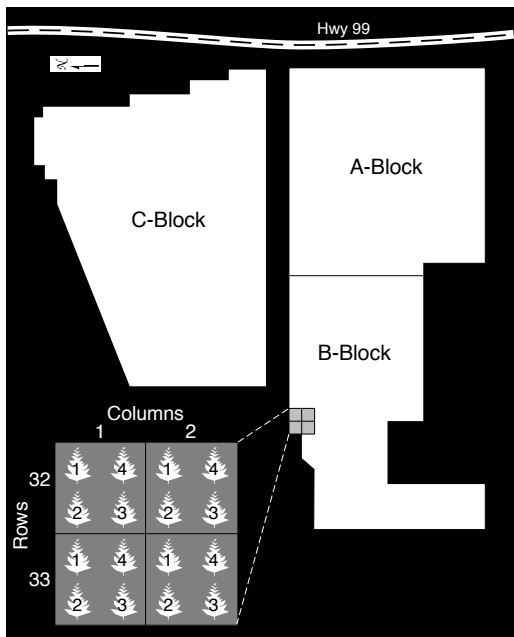 Hwy 99
N
A-Block
C-Block
B-Block
Columns
1 2
Rows
32
1 4 1 4
2 3 2 3
33
1 4 1 4
2 3 2 3